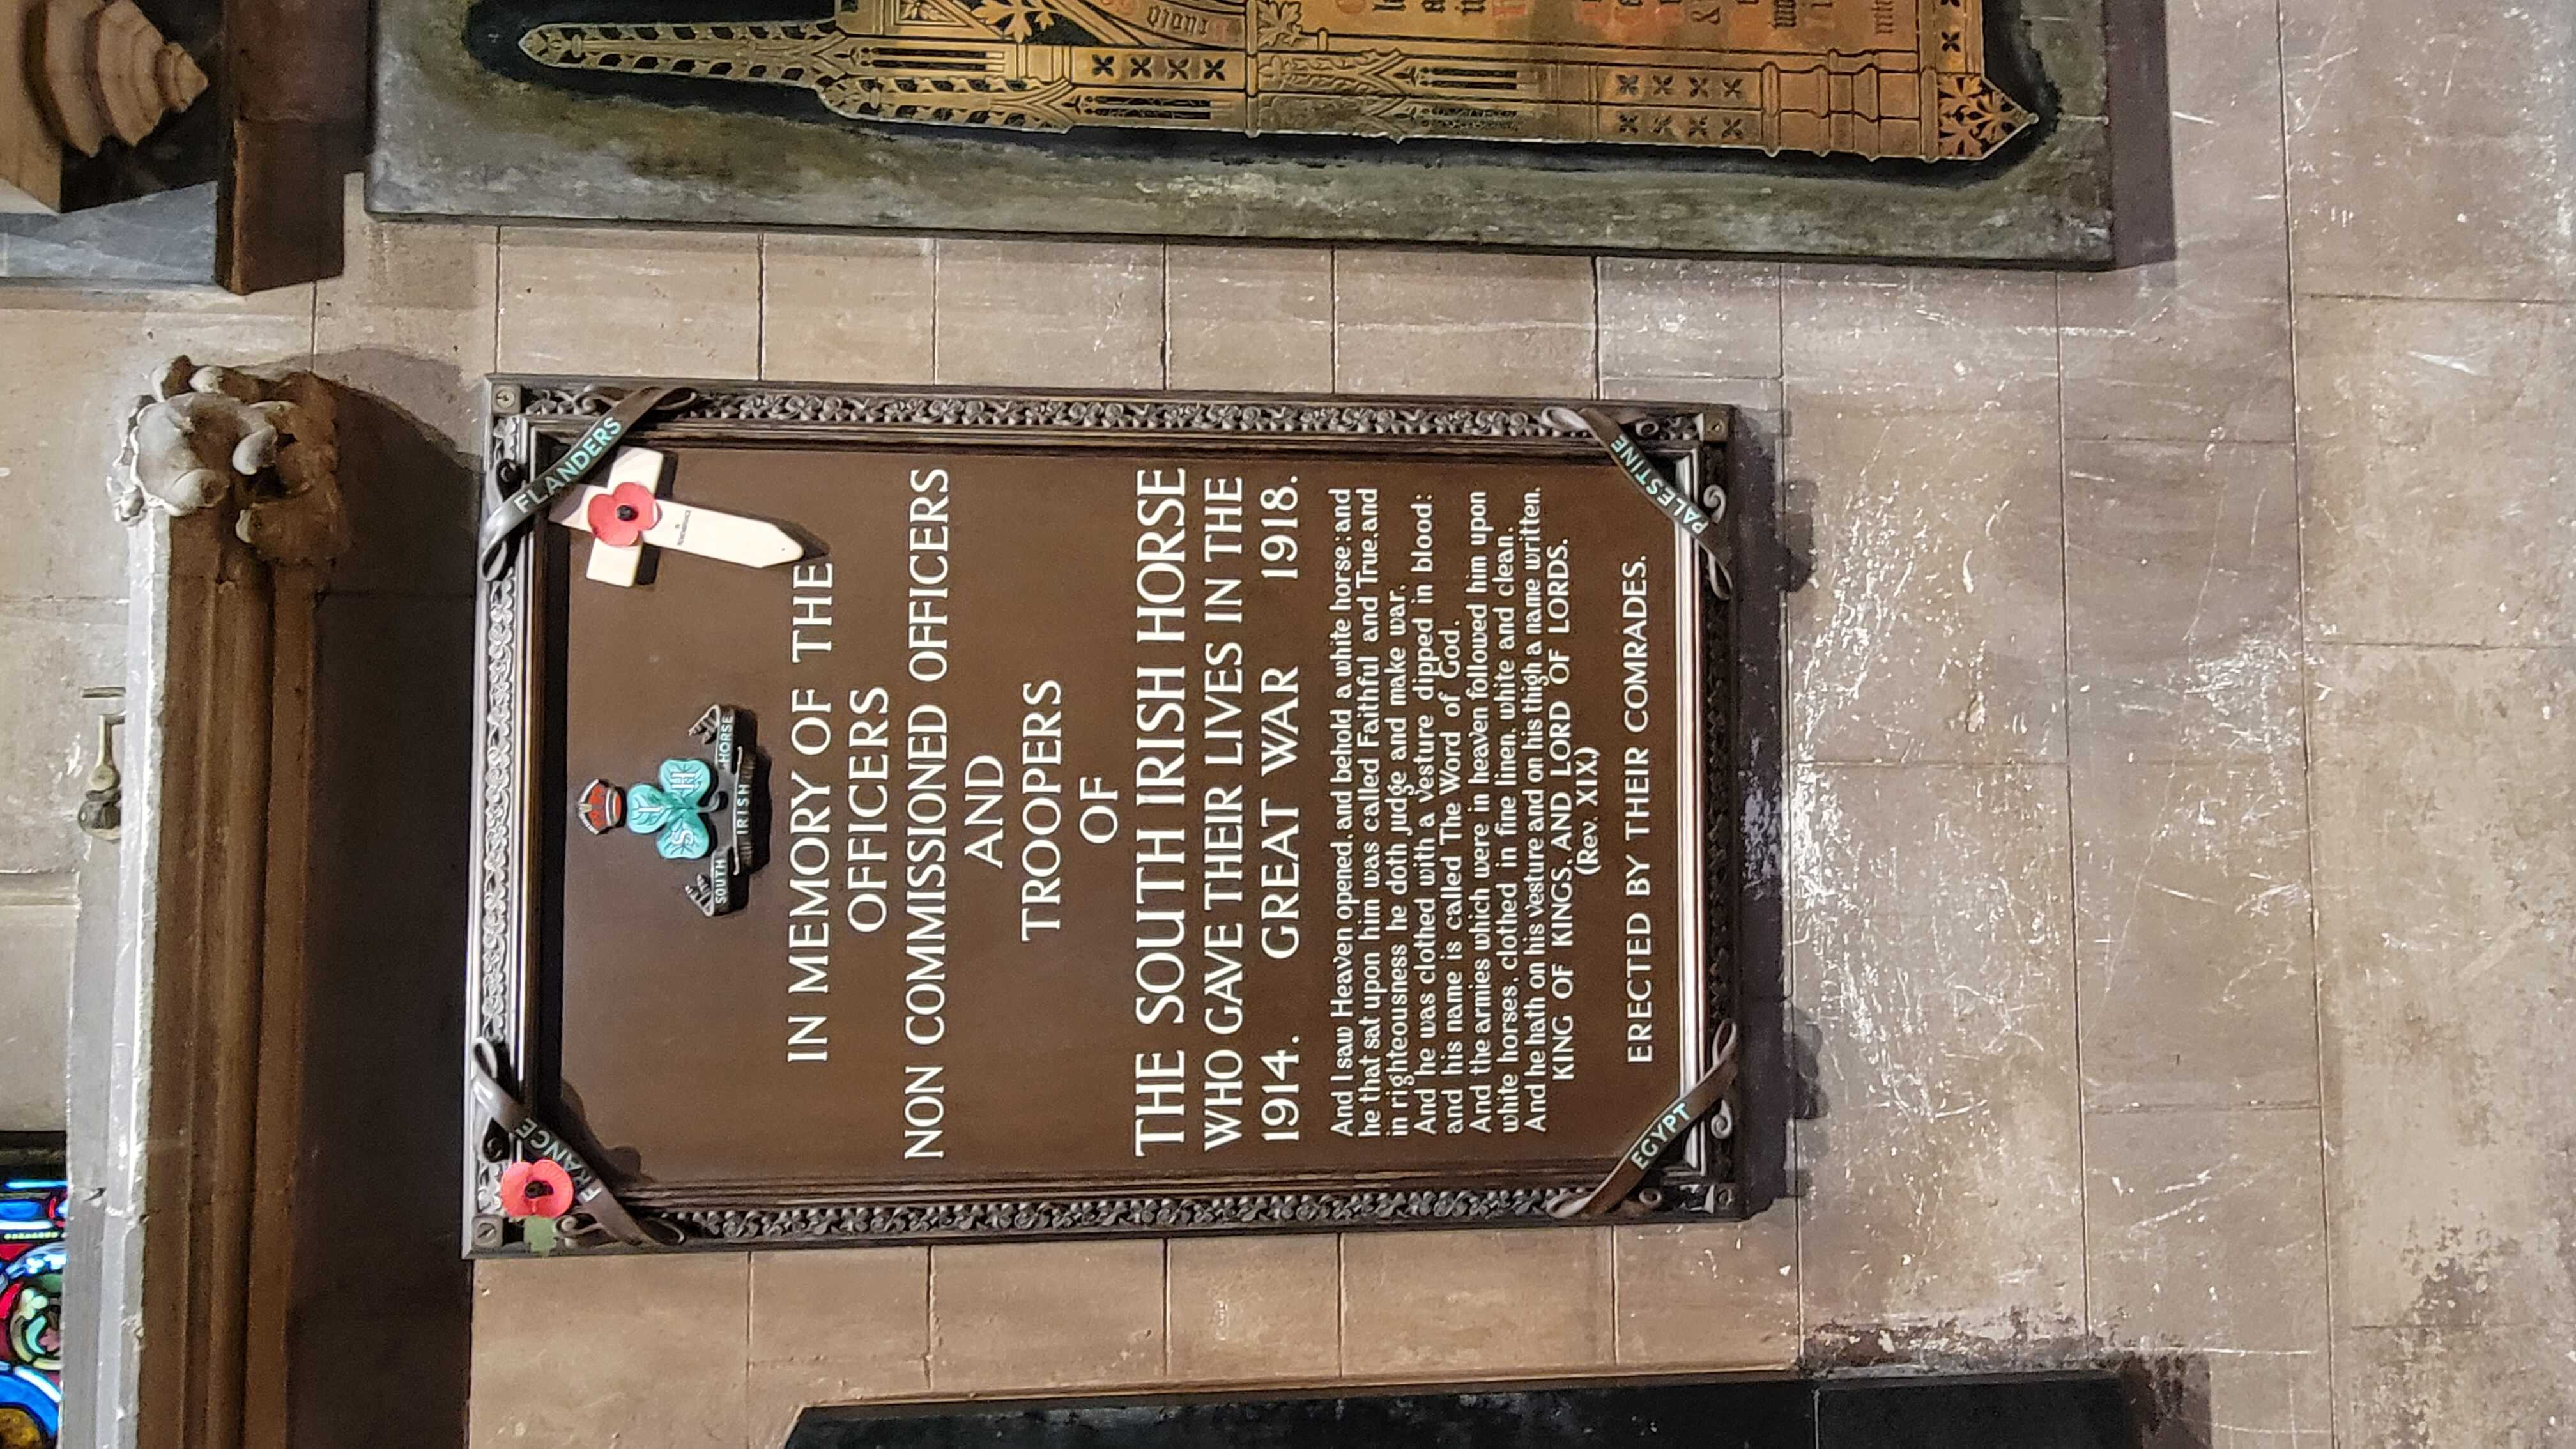 FRANCE
FLANDERS
S I H
SOUTH IRISH HORSE
IN MEMORY OF THE
OFFICERS
NON COMMISSIONED OFFICERS
AND
TROOPERS
OF
THE SOUTH IRISH HORSE
WHO GAVE THEIR LIVES IN THE
1914. GREAT WAR 1918.
And I saw Heaven opened, and behold a white horse: and
he that sat upon him was called Faithful and True, and
in righteousness he doth judge and make war.
And he was clothed with a Vesture dipped in blood:
and his name is called The Word of God.
And the armies which were in heaven followed him upon
white horses, clothed in fine linen, white and clean.
And he hath on his vesture and on his thigh a name written,
KING OF KINGS, AND LORD OF LORDS.
(Rev. XIX)
ERECTED BY THEIR COMRADES.
EGYPT
PALESTINE